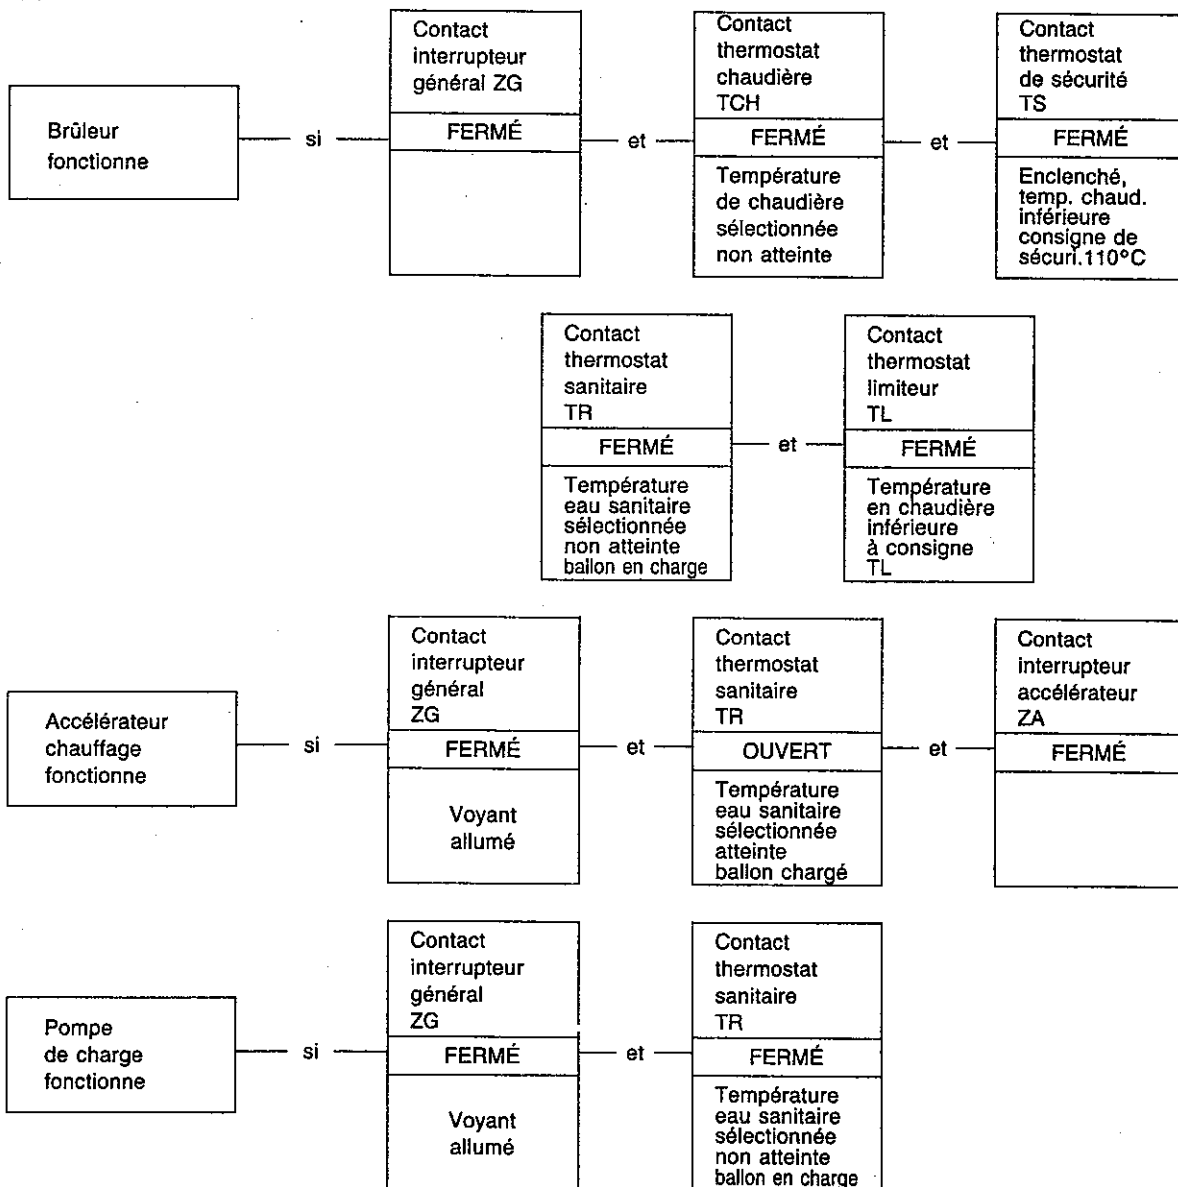 Brûleur
fonctionne
si
Contact
interrupteur
général ZG
FERMÉ
et
Contact
thermostat
chaudière
TCH
FERMÉ
Température
de chaudière
sélectionnée
non atteinte
et
Contact
thermostat
de sécurité
TS
FERMÉ
Enclenché,
temp. chaud.
inférieure
consigne de
sécuri.110°C
Contact
thermostat
sanitaire
TR
FERMÉ
Température
eau sanitaire
sélectionnée
non atteinte
ballon en charge
et
Contact
thermostat
limiteur
TL
FERMÉ
Température
en chaudière
inférieure
à consigne
TL
Accélérateur
chauffage
fonctionne
si
Contact
interrupteur
général
ZG
FERMÉ
Voyant
allumé
et
Contact
thermostat
sanitaire
TR
OUVERT
Température
eau sanitaire
sélectionnée
atteinte
ballon chargé
et
Contact
interrupteur
accélérateur
ZA
FERMÉ
Pompe
de charge
fonctionne
si
Contact
interrupteur
général
ZG
FERMÉ
Voyant
allumé
et
Contact
thermostat
sanitaire
TR
FERMÉ
Température
eau sanitaire
sélectionnée
non atteinte
ballon en charge